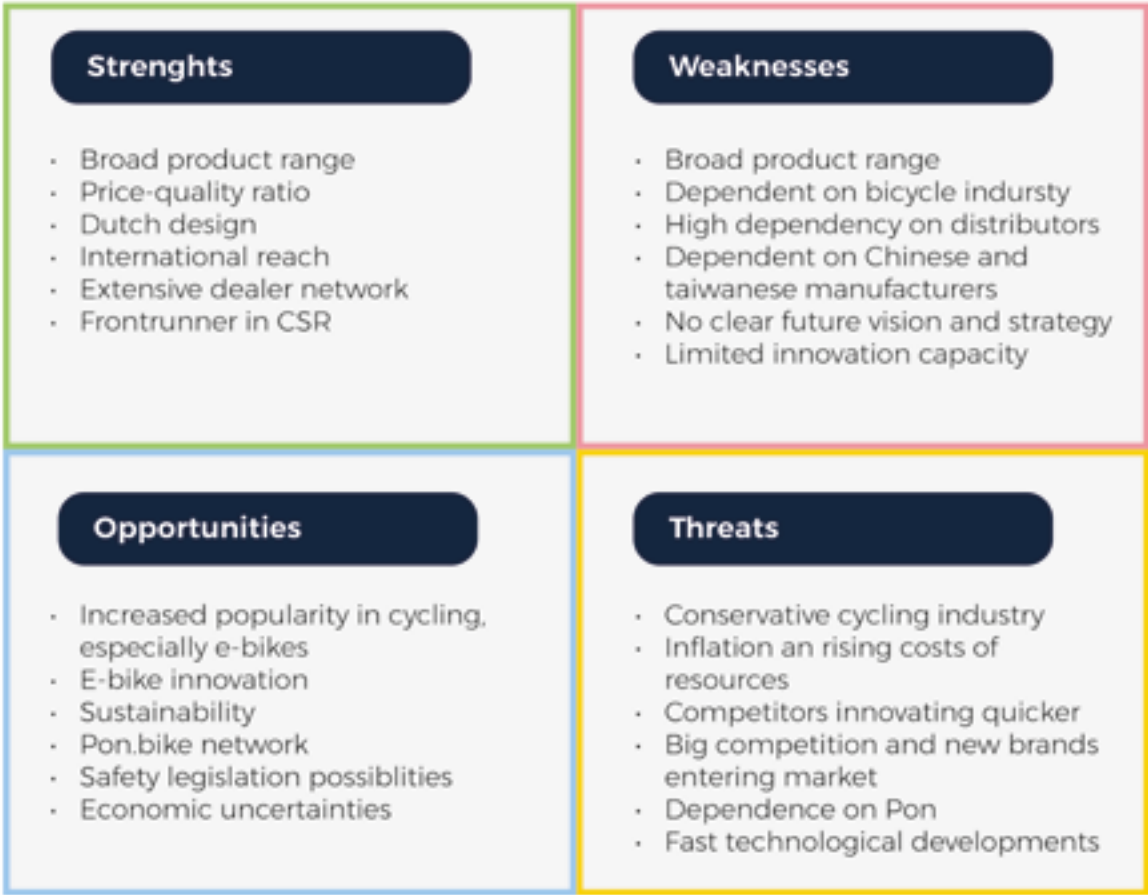 Strenghts
· Broad product range
· Price-quality ratio
· Dutch design
· International reach
· Extensive dealer network
· Frontrunner in CSR
Weaknesses
· Broad product range
· Dependent on bicycle indursty
· High dependency on distributors
· Dependent on Chinese and
taiwanese manufacturers
· No clear future vision and strategy
· Limited innovation capacity
Opportunities
· Increased popularity in cycling,
especially e-bikes
· E-bike innovation
· Sustainability
· Pon.bike network
· Safety legislation possiblities
· Economic uncertainties
Threats
· Conservative cycling industry
· Inflation an rising costs of
resources
· Competitors innovating quicker
· Big competition and new brands
entering market
· Dependence on Pon
· Fast technological developments